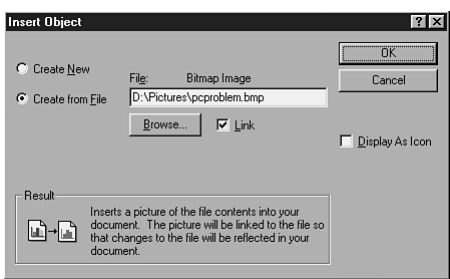 Insert Object
OK
Create New
File: Bitmap Image
Cancel
Create from File
D:\Pictures\pcproblem.bmp
Browse...
Link
Display As Icon
Result
Inserts a picture of the file contents into your
document. The picture will be linked to the file so
that changes to the file will be reflected in your
document.